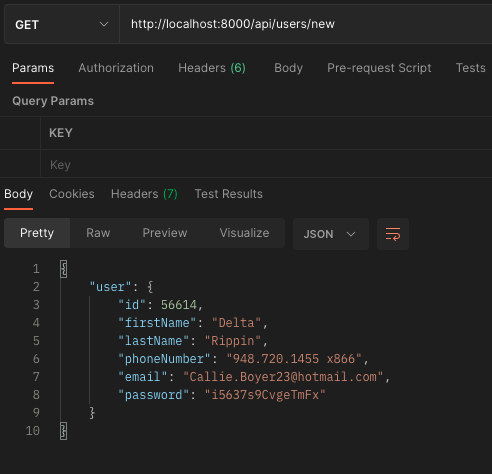 GET http://localhost:8000/api/users/new
Params Authorization Headers (6) Body Pre-request Script Tests
Query Params
KEY
Key
Body Cookies Headers (7) Test Results
Pretty Raw Preview Visualize JSON
1 {
2 "user": {
3 "id": 56614,
4 "firstName": "Delta",
5 "lastName": "Rippin",
6 "phoneNumber": "948.720.1455 x866",
7 "email": "Callie.Boyer23@hotmail.com",
8 "password": "i5637s9CvgeTmFx"
9 }
10 }